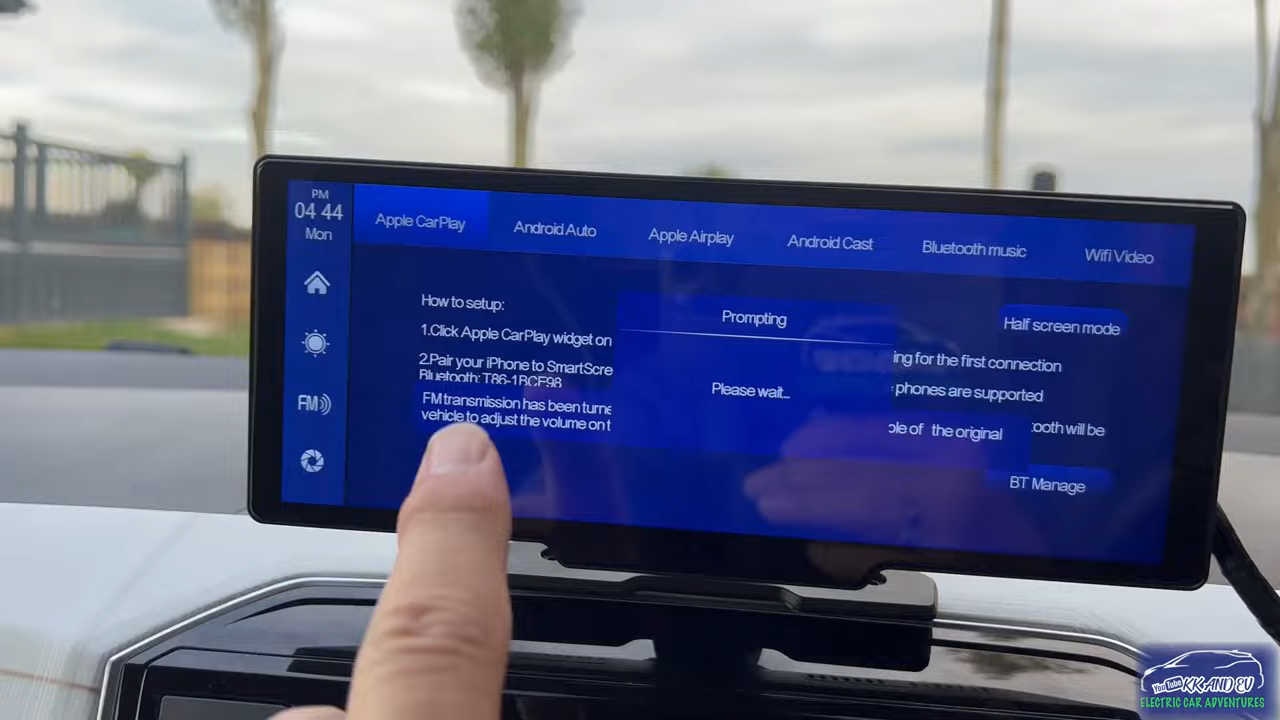 PM
04 44
Mon
FM
Apple CarPlay
Android Auto
Apple Airplay
Android Cast
Bluetooth music
Wifi Video
How to setup:
1.Click Apple CarPlay widget on
2.Pair your iPhone to SmartScre
Bluetooth: T86-1BCE98
FM transmission has been turne
vehicle to adjust the volume on t
Prompting
Please wait...
Half screen mode
ing for the first connection
phones are supported
ooth will be
ole of the original
BT Manage
YouTube KK AND EV
ELECTRIC CAR ADVENTURES